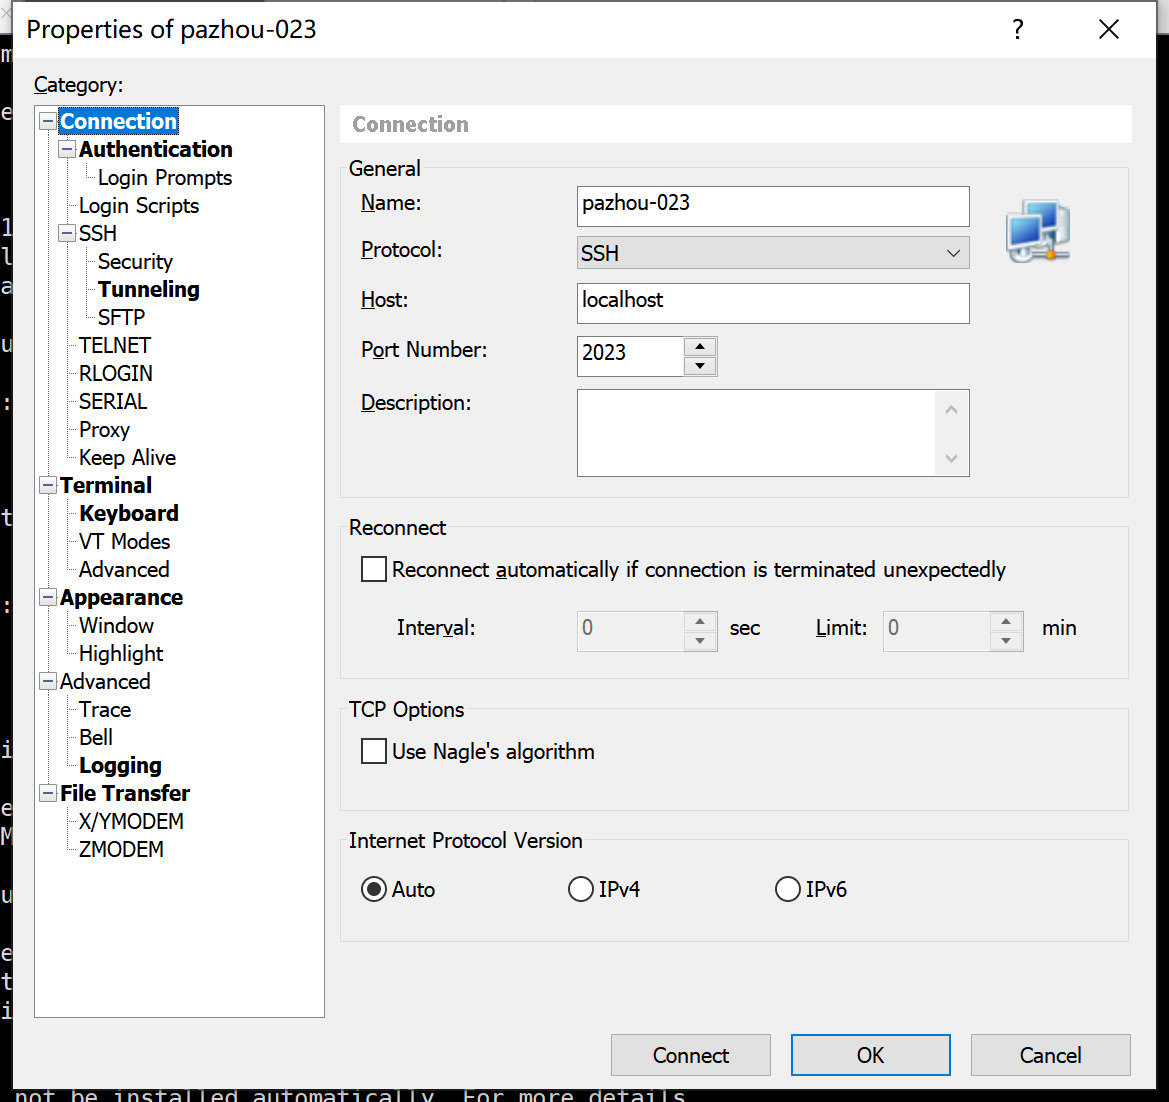 Properties of pazhou-023
?
Category:
Connection
Authentication
Login Prompts
Login Scripts
SSH
Security
Tunneling
SFTP
TELNET
RLOGIN
SERIAL
Proxy
Keep Alive
Terminal
Keyboard
VT Modes
Advanced
Appearance
Window
Highlight
Advanced
Trace
Bell
Logging
File Transfer
X/YMODEM
ZMODEM
Connection
General
Name: pazhou-023
Protocol: SSH
Host: localhost
Port Number: 2023
Description:
Reconnect
Reconnect automatically if connection is terminated unexpectedly
Interval: 0 sec Limit: 0 min
TCP Options
Use Nagle's algorithm
Internet Protocol Version
Auto IPv4 IPv6
Connect OK Cancel
not be installed automatically. For more details